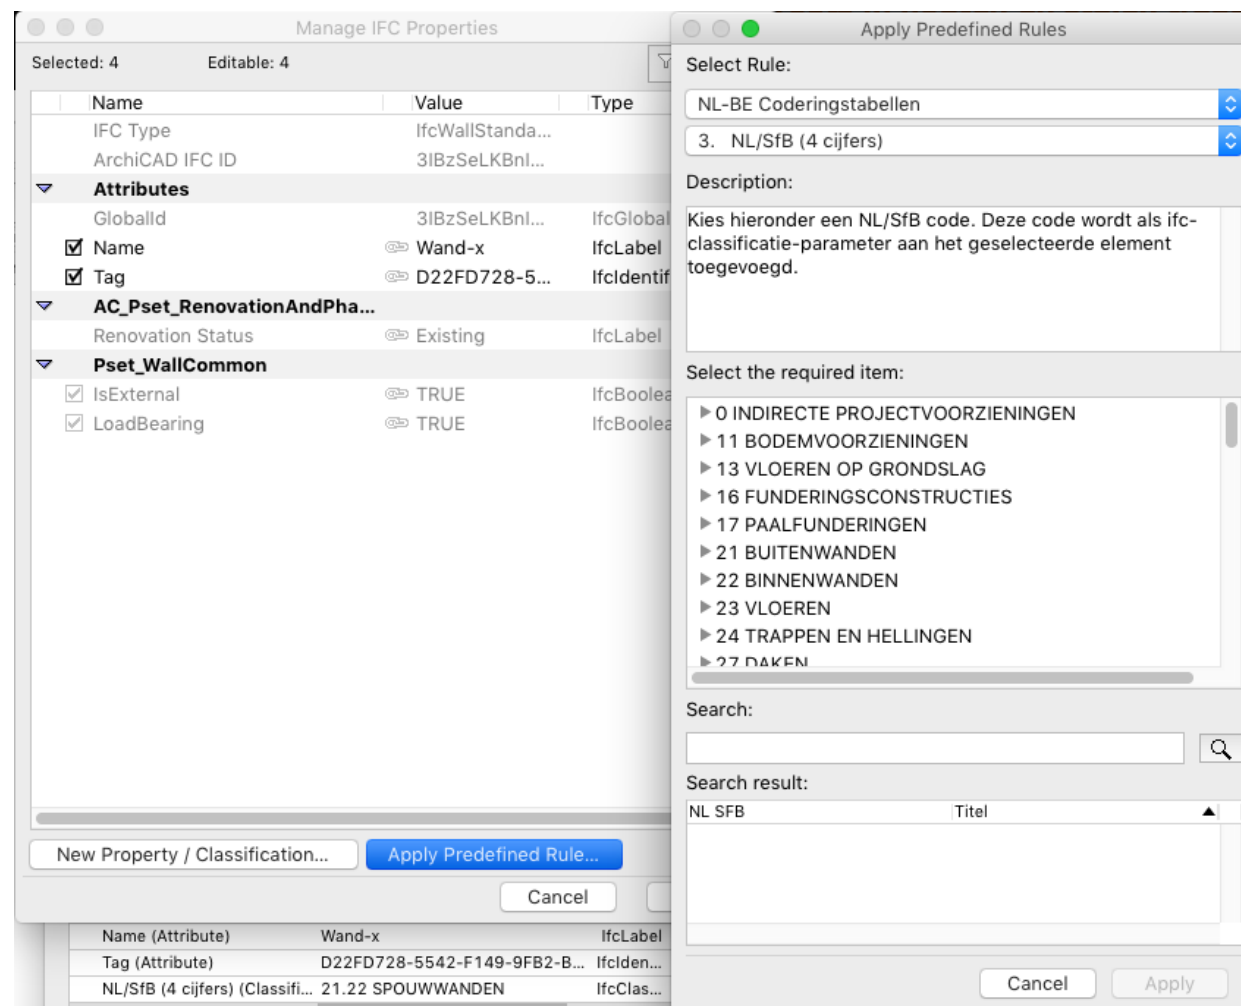 Manage IFC Properties
Selected: 4 Editable: 4
Name Value Type
IFC Type IfcWallStanda...
ArchiCAD IFC ID 3IBzSeLKBnI...
Attributes
GlobalId 3IBzSeLKBnI... IfcGlobal
Name Wand-x IfcLabel
Tag D22FD728-5... IfcIdentif
AC_Pset_RenovationAndPha...
Renovation Status Existing IfcLabel
Pset_WallCommon
IsExternal TRUE IfcBoolea
LoadBearing TRUE IfcBoolea
New Property / Classification... Apply Predefined Rule...
Cancel
Name (Attribute) Wand-x IfcLabel
Tag (Attribute) D22FD728-5542-F149-9FB2-B... IfcIden...
NL/SfB (4 cijfers) (Classifi... 21.22 SPOUWWANDEN IfcClas...
Apply Predefined Rules
Select Rule:
NL-BE Coderingstabellen
3. NL/SfB (4 cijfers)
Description:
Kies hieronder een NL/SfB code. Deze code wordt als ifc-
classificatie-parameter aan het geselecteerde element
toegevoegd.
Select the required item:
0 INDIRECTE PROJECTVOORZIENINGEN
11 BODEMVOORZIENINGEN
13 VLOEREN OP GRONDSLAG
16 FUNDERINGSCONSTRUCTIES
17 PAALFUNDERINGEN
21 BUITENWANDEN
22 BINNENWANDEN
23 VLOEREN
24 TRAPPEN EN HELLINGEN
27 DAKEN
Search:
Search result:
NL SFB Titel
Cancel Apply